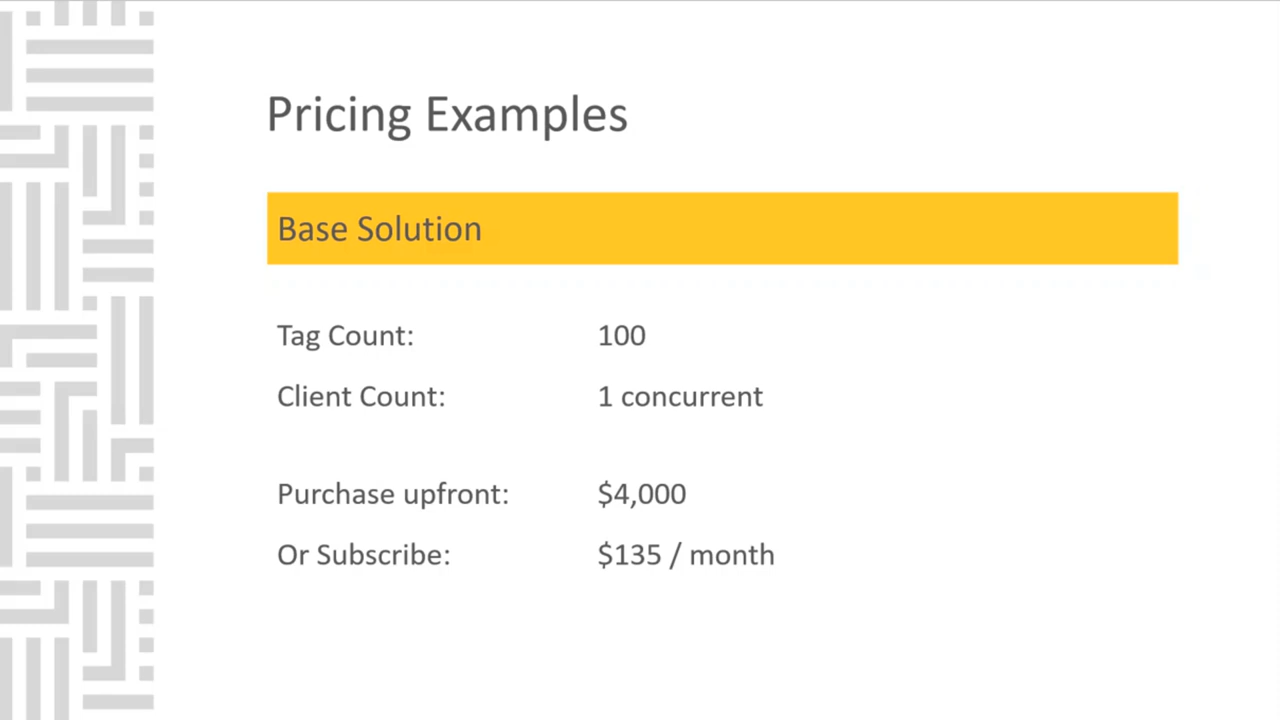 Pricing Examples
Base Solution
Tag Count: 100
Client Count: 1 concurrent
Purchase upfront: $4,000
Or Subscribe: $135 / month